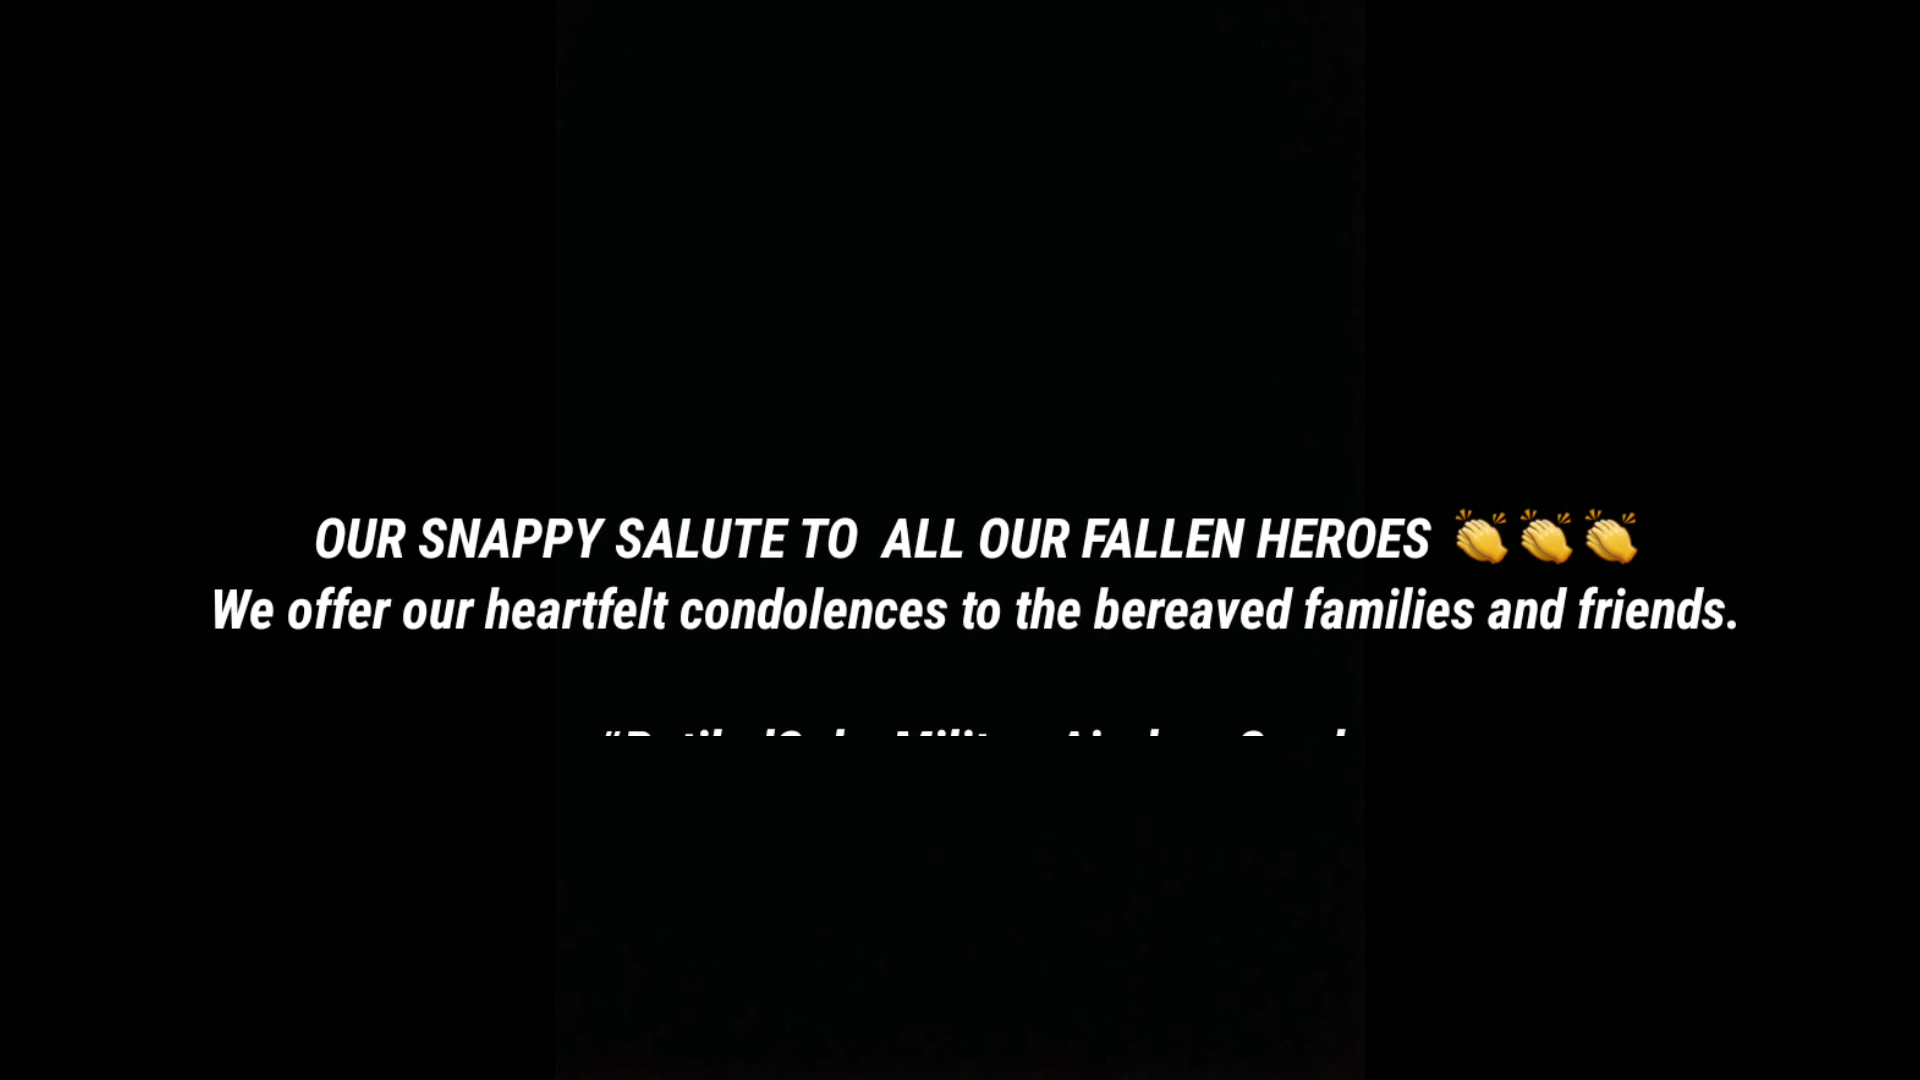 OUR SNAPPY SALUTE TO  ALL OUR FALLEN HEROES 👏👏👏
We offer our heartfelt condolences to the bereaved families and friends.